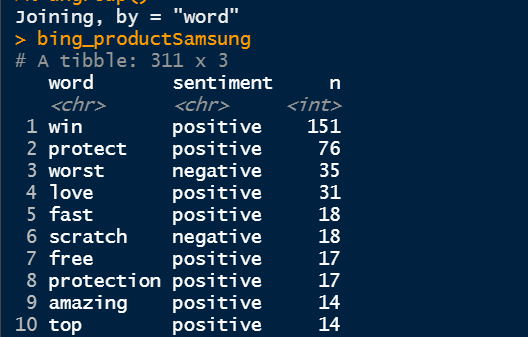 Joining, by = "word"
> bing_productSamsung
# A tibble: 311 x 3
word sentiment n
<chr> <chr> <int>
1 win positive 151
2 protect positive 76
3 worst negative 35
4 love positive 31
5 fast positive 18
6 scratch negative 18
7 free positive 17
8 protection positive 17
9 amazing positive 14
10 top positive 14